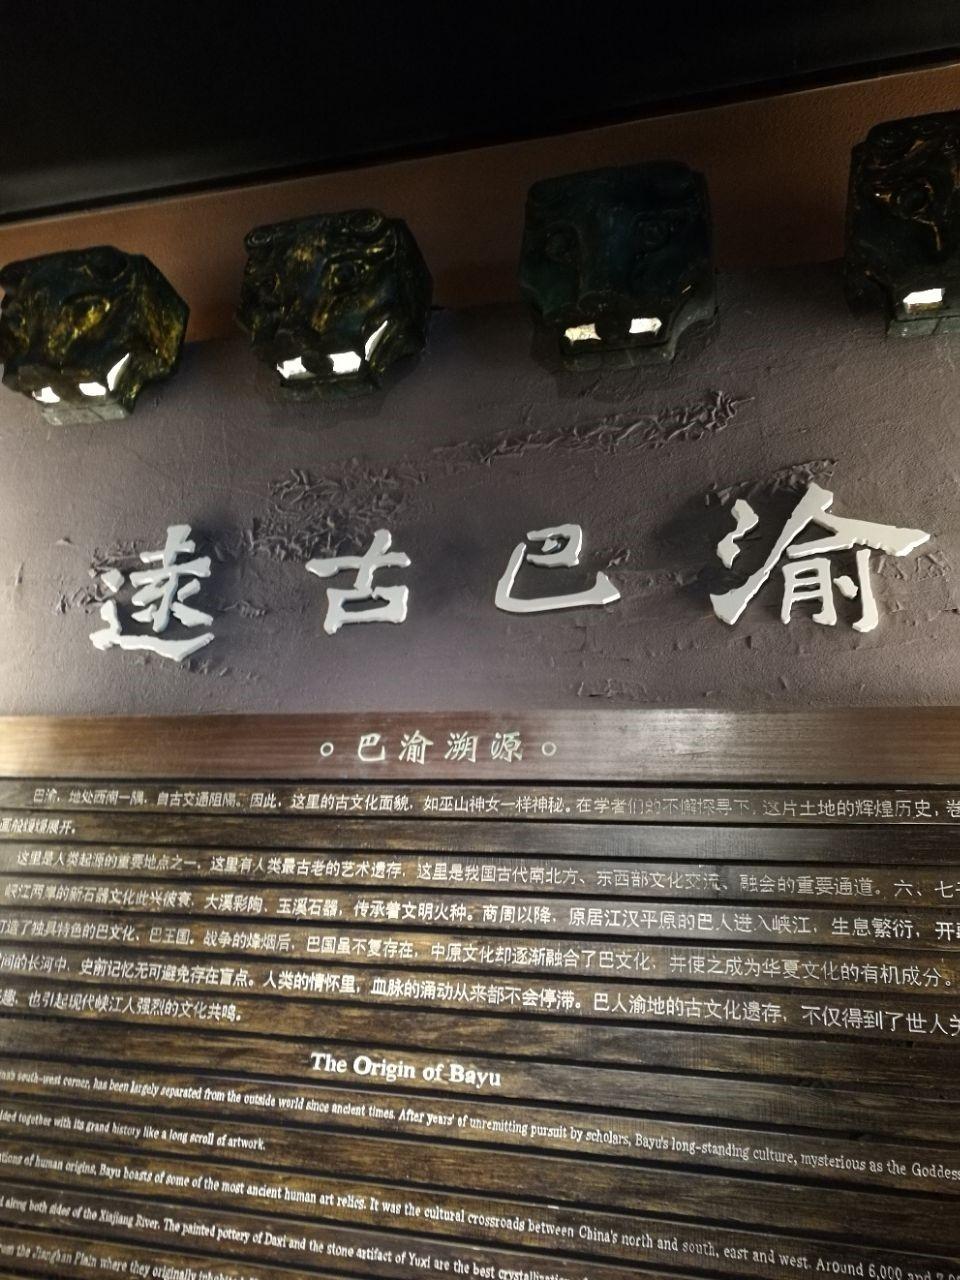 逺古巴渝
巴渝溯源
巴渝，地处西南一隅，自古交通阻隔。因此，这里的古文化面貌，如巫山神女一样神秘。在学者们的不懈探寻下，这片土地的辉煌历史，卷
面般缓缓展开。
这里是人类起源的重要地点之一，这里有人类最古老的艺术遗存，这里是我国古代南北方、东西部文化交流、融会的重要通道。六、七千
峡江两岸的新石器文化此兴彼衰，大溪彩陶、玉溪石器，传承着文明火种。商周以降，原居江汉平原的巴人进入峡江，生息繁衍，开
打造了独具特色的巴文化、巴王国。战争的烽烟后，巴国虽不复存在，中原文化却逐渐融合了巴文化，并使之成为华夏文化的有机成分。
间的长河中，史前记忆无可避免存在盲点。人类的情怀里，血脉的涌动从来都不会停滞。巴人渝地的古文化遗存，不仅得到了世人关
趣、也引起现代峡江人强烈的文化共鸣。
The Origin of Bayu
south-west corner, has been largely separated from the outside world since ancient times. After years' of unremitting pursuit by scholars, Bayu's long-standing culture, mysterious as the Goddess
together with its grand history like a long scroll of artwork.
of human origins, Bayu boasts of some of the most ancient human art relics. It was the cultural crossroads between China's north and south, east and west. Around 6,000 and
along both sides of the Xiajiang River. The painted pottery of Daxi and the stone artifact of Yuxi are the best
from the Jianghan Plain where they originally